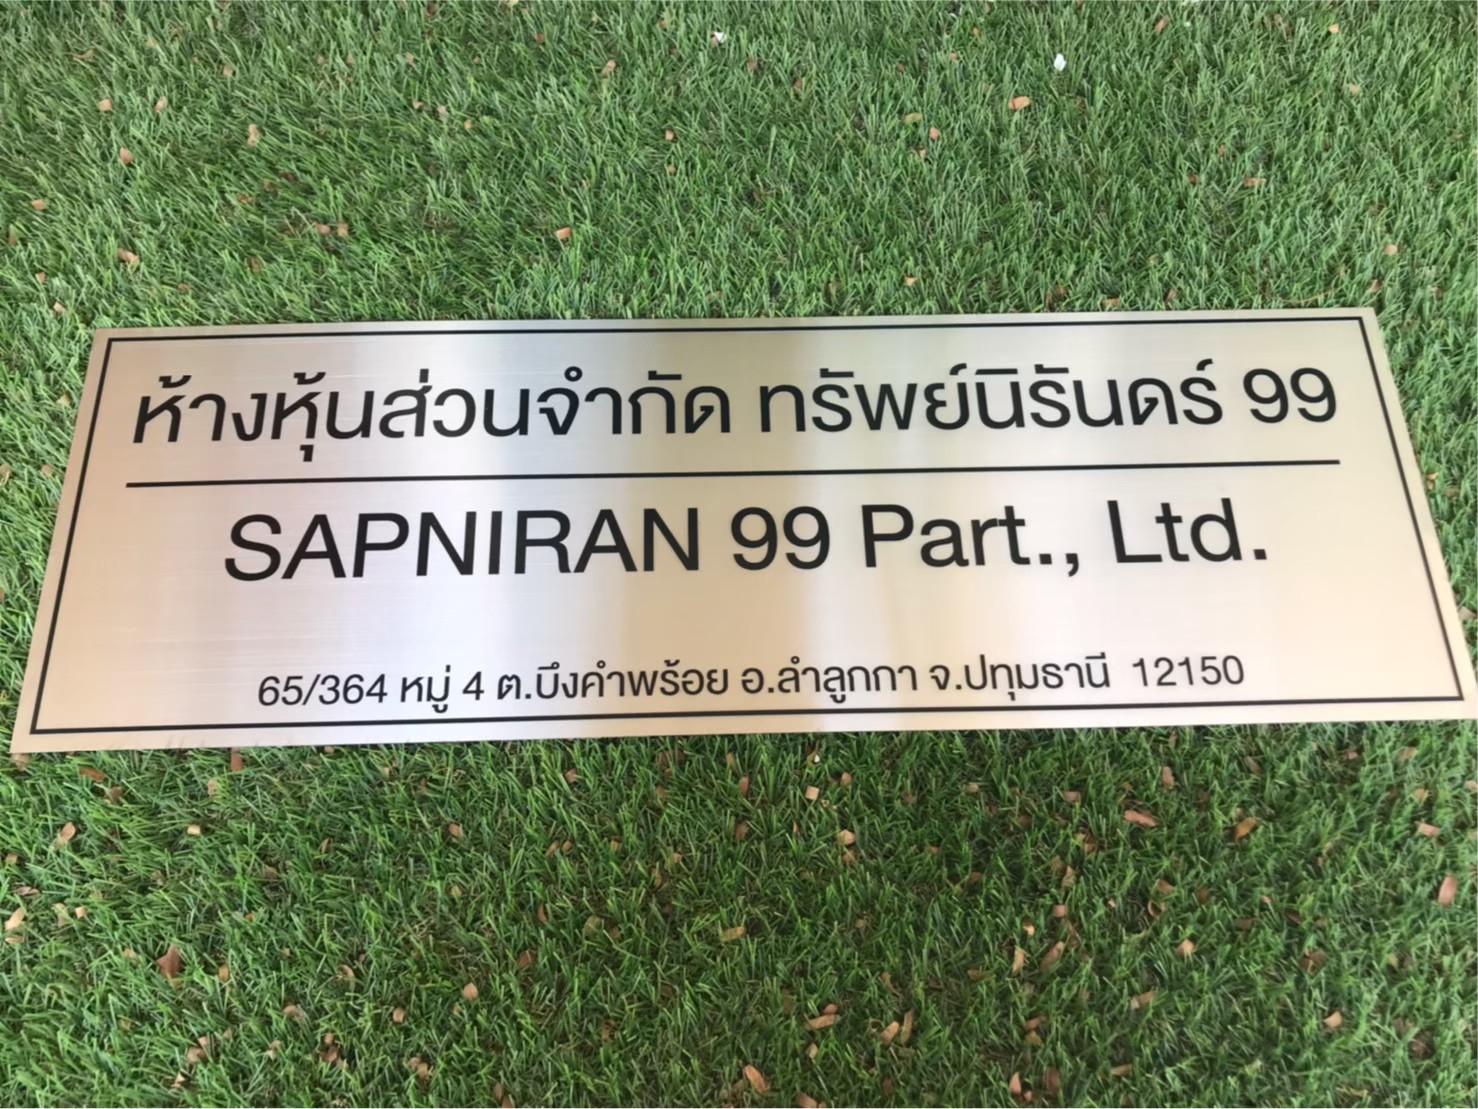 ห้างหุ้นส่วนจำกัด ทรัพย์นิรันดร์ 99
SAPNIRAN 99 Part., Ltd.
65/364 หมู่ 4 ต.บึงคำพร้อย อ.ลำลูกกา จ.ปทุมธานี 12150